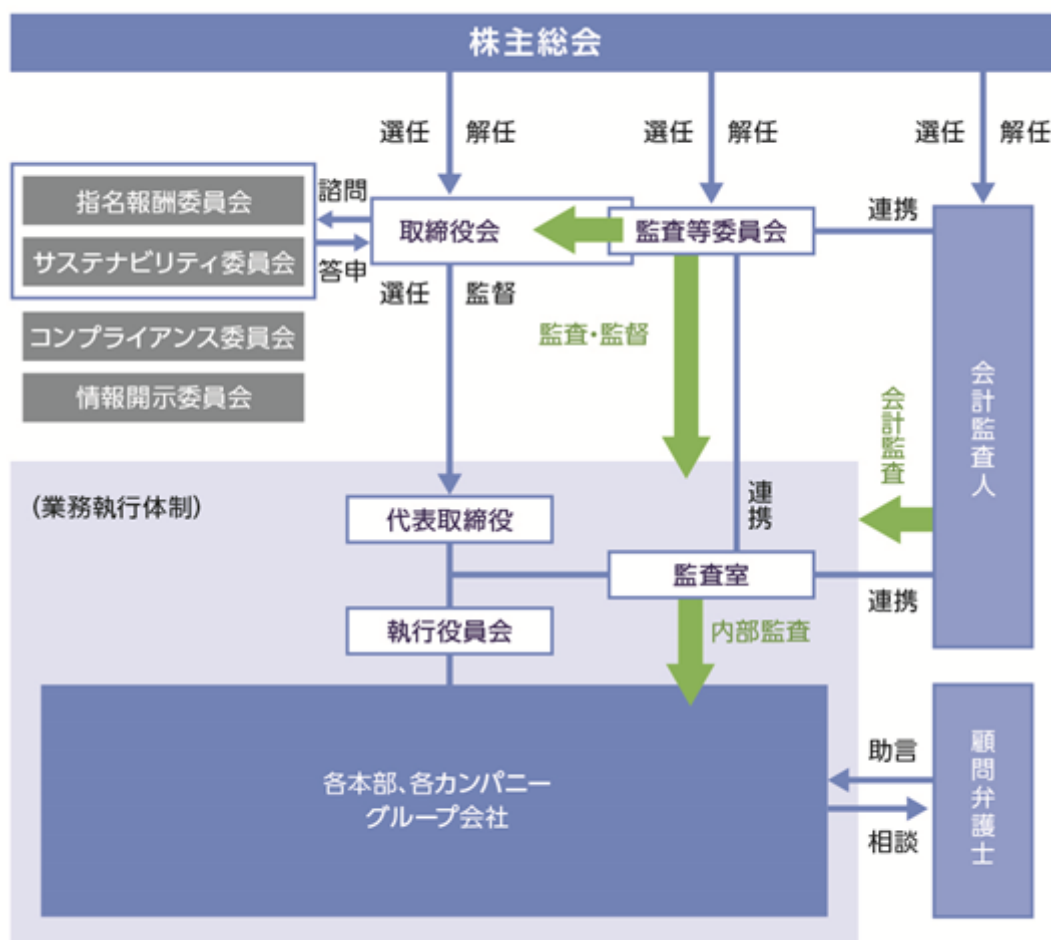 株主総会
選任 解任
選任 解任
選任 解任
指名報酬委員会
サステナビリティ委員会
コンプライアンス委員会
情報開示委員会
諮問
答申
取締役会
監査等委員会
連携
選任 監督
監査・監督
会計監査人
会計監査
(業務執行体制)
代表取締役
連携
監査室
連携
執行役員会
内部監査
各本部、各カンパニー
グループ会社
助言
相談
顧問弁護士